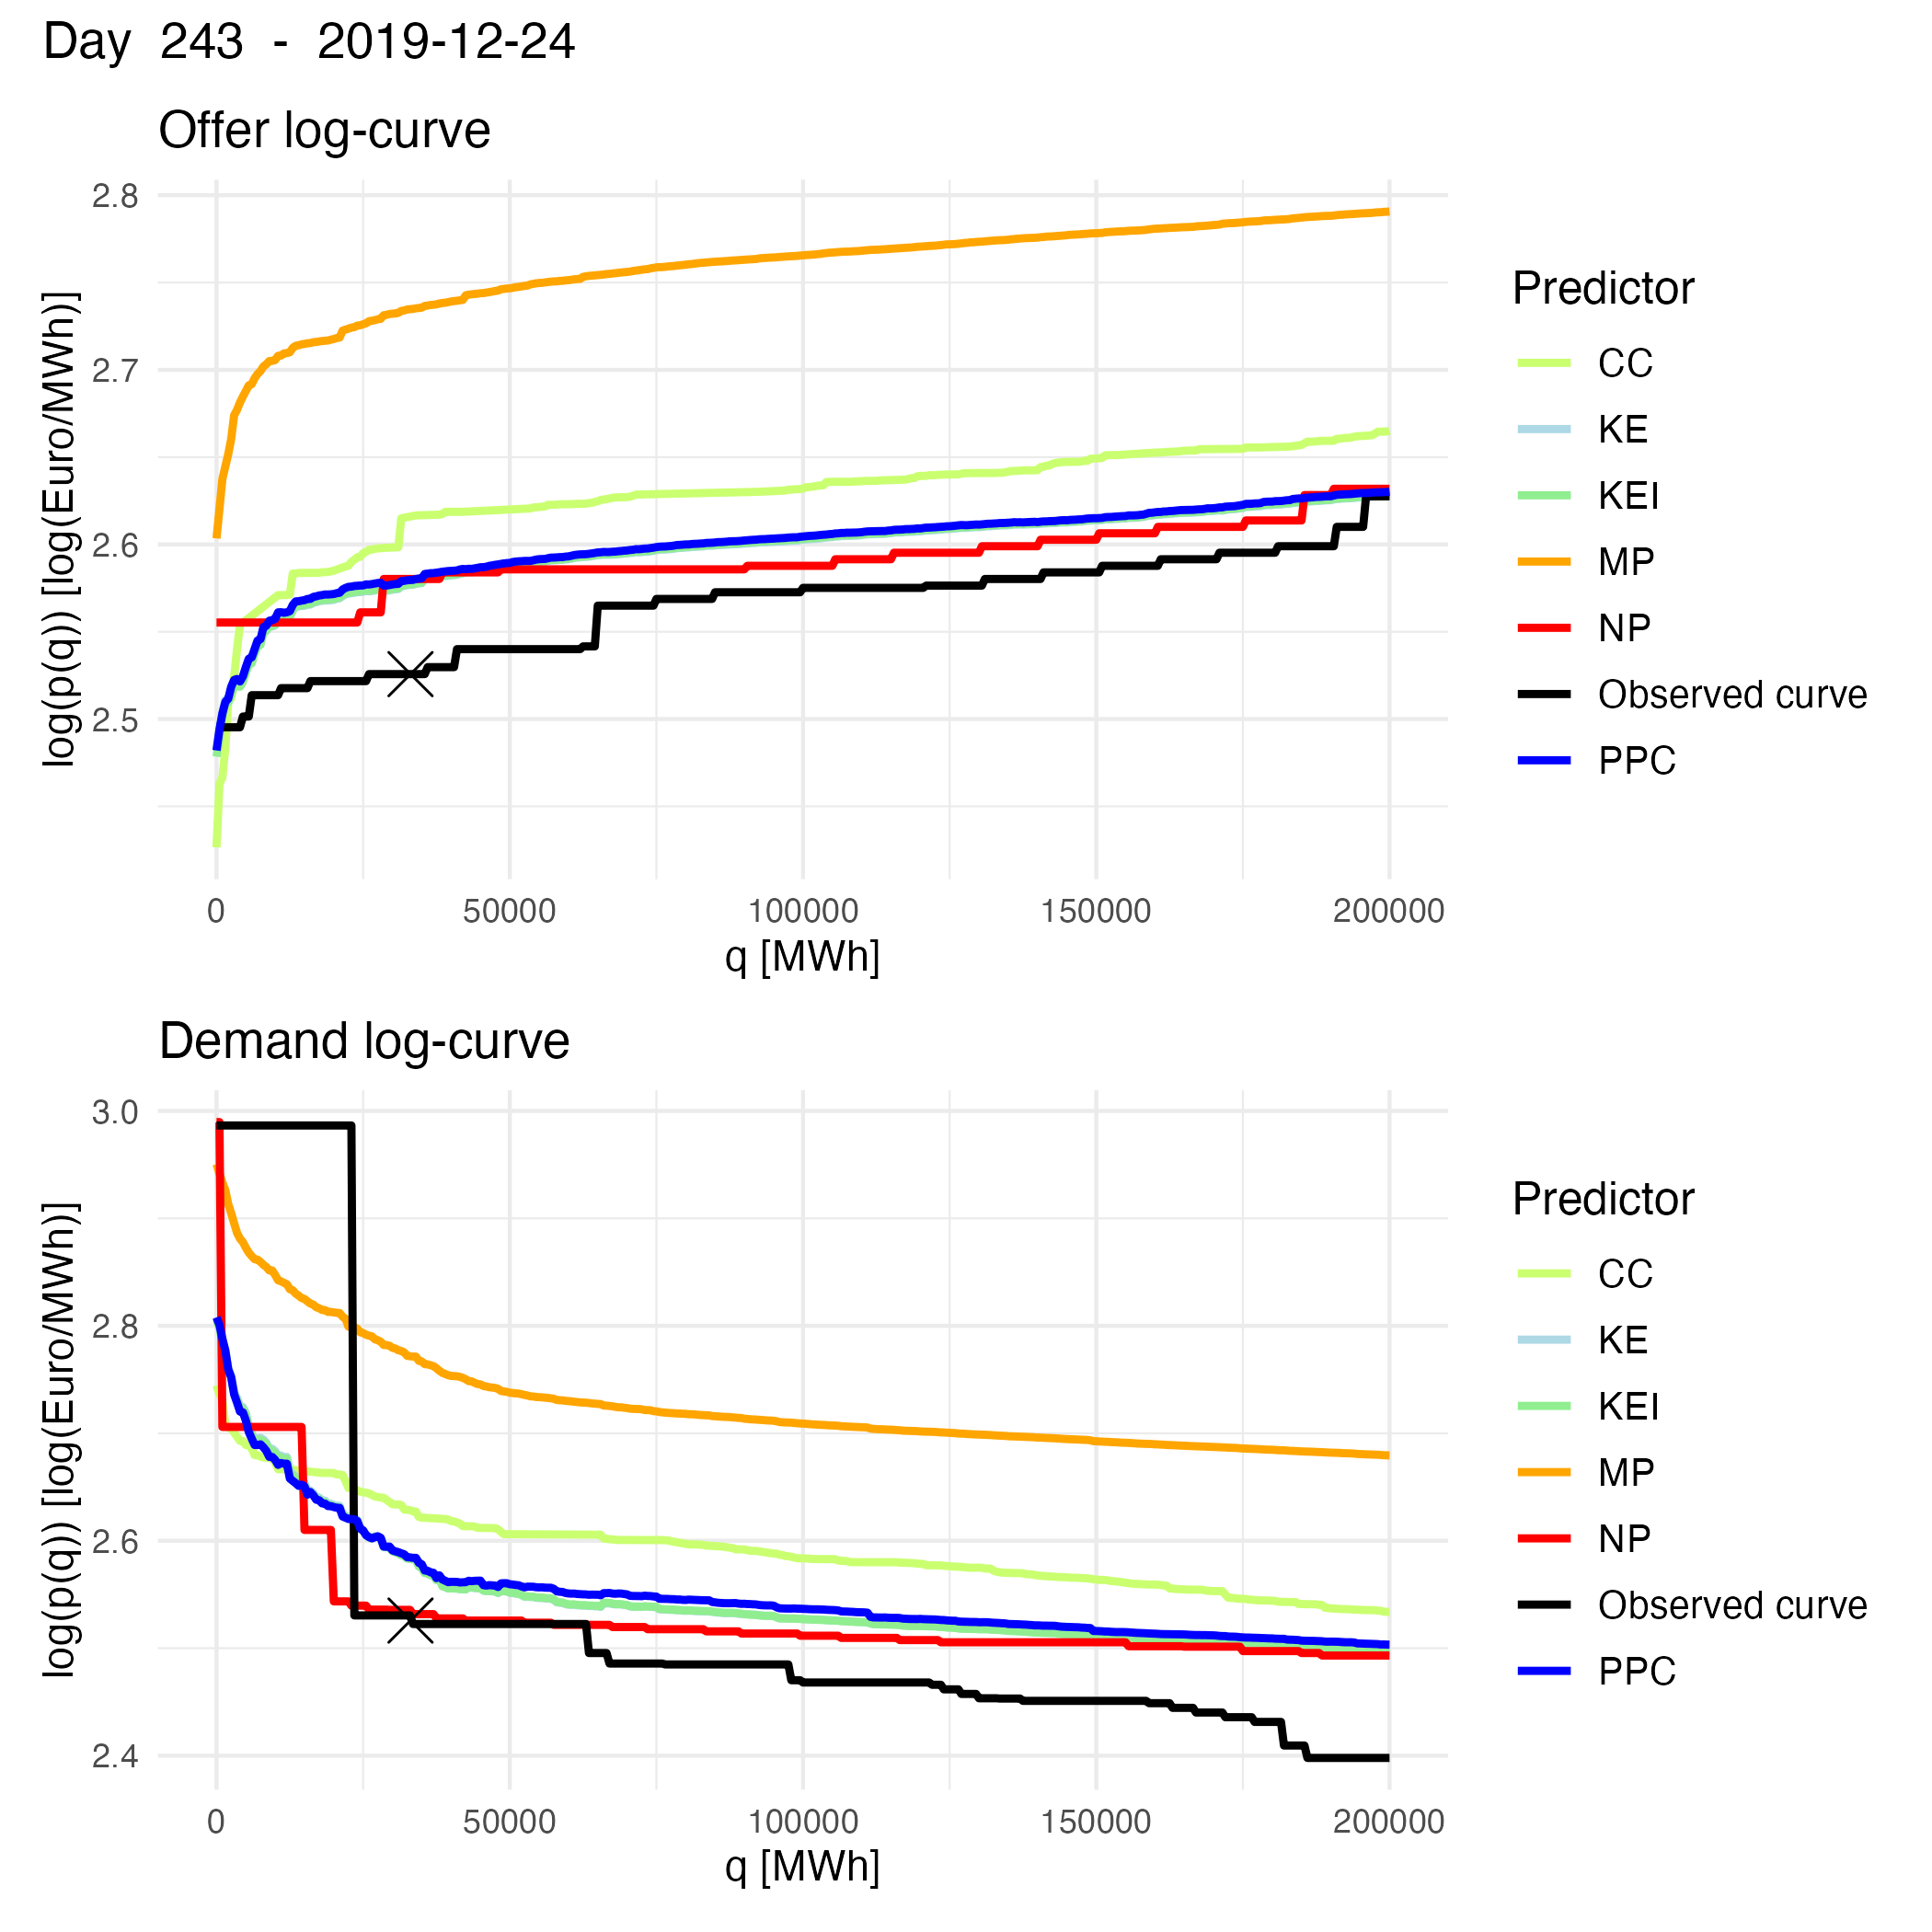 Day 243 - 2019-12-24
Offer log-curve
log(p(q)) [log(Euro/MWh)]
2.8
2.7
2.6
2.5
0
50000
100000
150000
200000
q [MWh]
Predictor
CC
KE
KEI
MP
NP
Observed curve
PPC
Demand log-curve
log(p(q)) [log(Euro/MWh)]
3.0
2.8
2.6
2.4
0
50000
100000
150000
200000
q [MWh]
Predictor
CC
KE
KEI
MP
NP
Observed curve
PPC